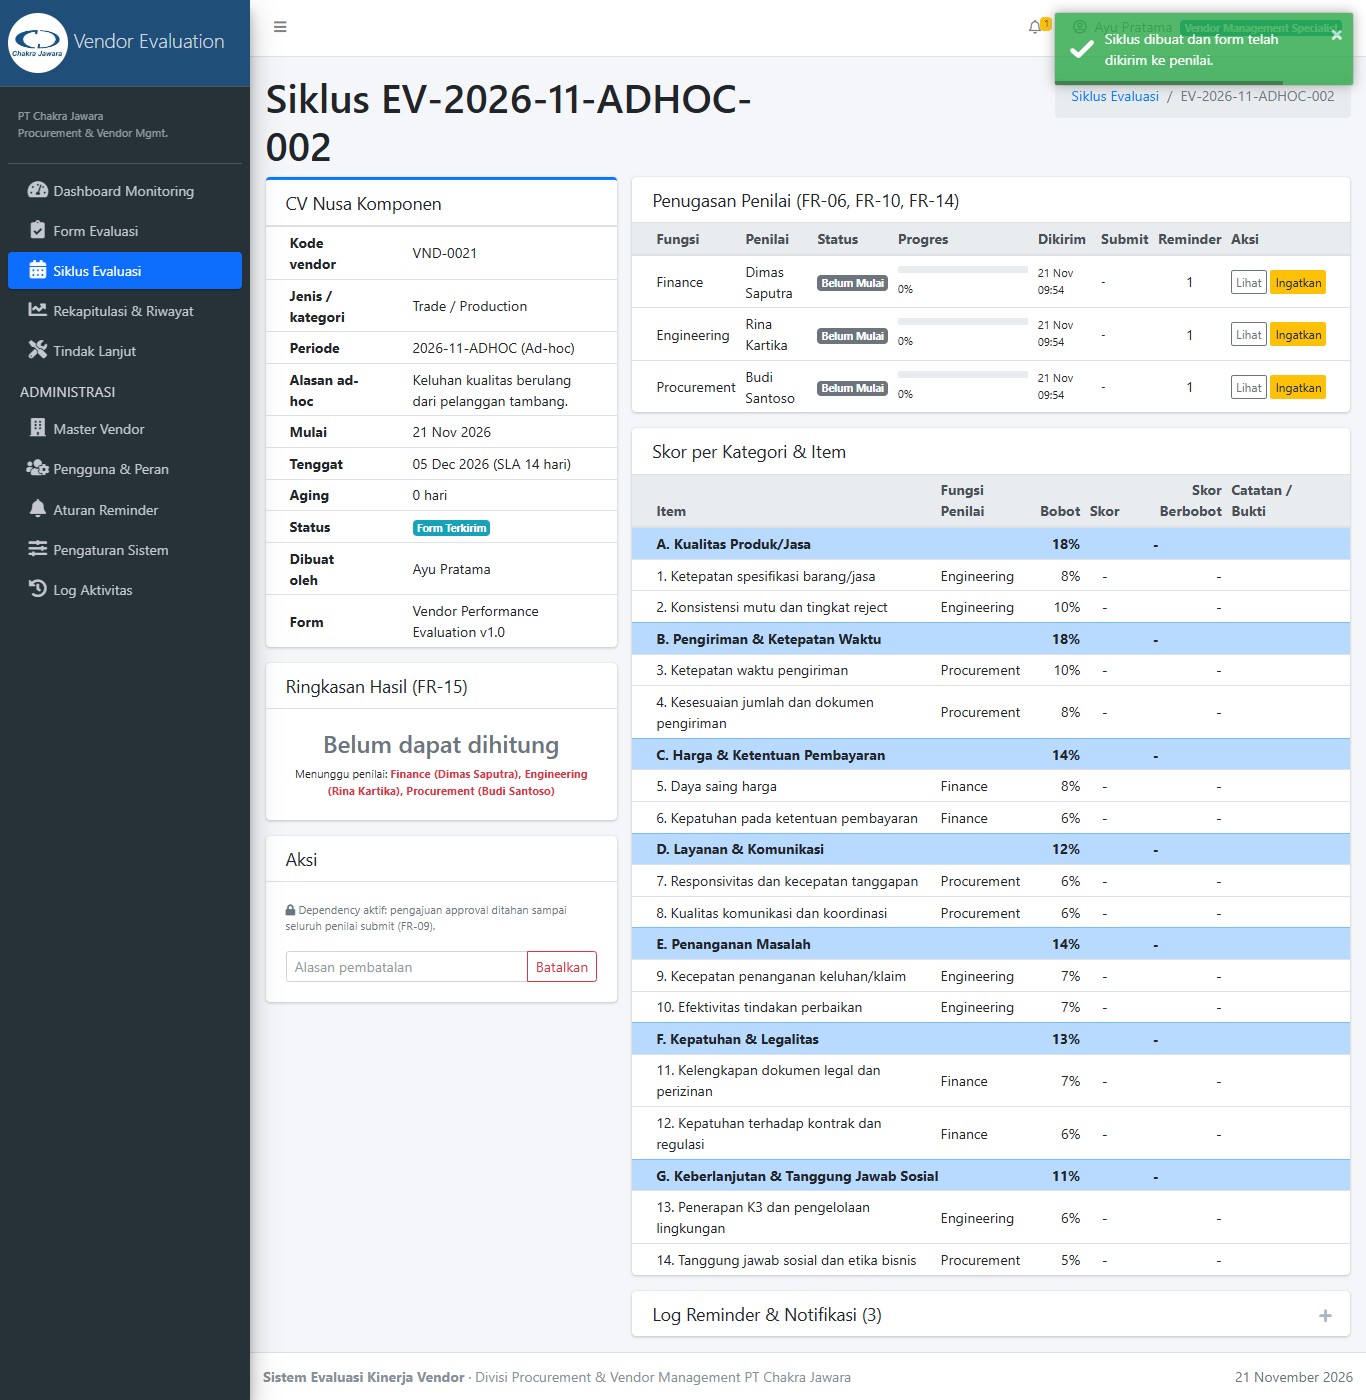 Chakra Jawara
Vendor Evaluation
PT Chakra Jawara
Procurement & Vendor Mgmt.
Dashboard Monitoring
Form Evaluasi
Siklus Evaluasi
Rekapitulasi & Riwayat
Tindak Lanjut
ADMINISTRASI
Master Vendor
Pengguna & Peran
Aturan Reminder
Pengaturan Sistem
Log Aktivitas
1
Ayu Pratama Vendor Management Specialist
Siklus dibuat dan form telah
dikirim ke penilai.
×
Siklus EV-2026-11-ADHOC-
002
Siklus Evaluasi / EV-2026-11-ADHOC-002
CV Nusa Komponen
Kode
vendor
VND-0021
Jenis /
kategori
Trade / Production
Periode 2026-11-ADHOC (Ad-hoc)
Alasan ad-
hoc
Keluhan kualitas berulang
dari pelanggan tambang.
Mulai 21 Nov 2026
Tenggat 05 Dec 2026 (SLA 14 hari)
Aging 0 hari
Status Form Terkirim
Dibuat
oleh
Ayu Pratama
Form
Vendor Performance
Evaluation v1.0
Ringkasan Hasil (FR-15)
Belum dapat dihitung
Menunggu penilai: Finance (Dimas Saputra), Engineering
(Rina Kartika), Procurement (Budi Santoso)
Aksi
Dependency aktif: pengajuan approval ditahan sampai
seluruh penilai submit (FR-09).
Alasan pembatalan Batalkan
Penugasan Penilai (FR-06, FR-10, FR-14)
Fungsi Penilai Status Progres Dikirim Submit Reminder Aksi
Finance Dimas Saputra Belum Mulai 0% 21 Nov 09:54 - 1 Lihat Ingatkan
Engineering Rina Kartika Belum Mulai 0% 21 Nov 09:54 - 1 Lihat Ingatkan
Procurement Budi Santoso Belum Mulai 0% 21 Nov 09:54 - 1 Lihat Ingatkan
Skor per Kategori & Item
Item Fungsi Penilai Bobot Skor Skor Berbobot Catatan / Bukti
A. Kualitas Produk/Jasa 18% -
1. Ketepatan spesifikasi barang/jasa Engineering 8% - -
2. Konsistensi mutu dan tingkat reject Engineering 10% - -
B. Pengiriman & Ketepatan Waktu 18% -
3. Ketepatan waktu pengiriman Procurement 10% - -
4. Kesesuaian jumlah dan dokumen
pengiriman
Procurement 8% - -
C. Harga & Ketentuan Pembayaran 14% -
5. Daya saing harga Finance 8% - -
6. Kepatuhan pada ketentuan pembayaran Finance 6% - -
D. Layanan & Komunikasi 12% -
7. Responsivitas dan kecepatan tanggapan Procurement 6% - -
8. Kualitas komunikasi dan koordinasi Procurement 6% - -
E. Penanganan Masalah 14% -
9. Kecepatan penanganan keluhan/klaim Engineering 7% - -
10. Efektivitas tindakan perbaikan Engineering 7% - -
F. Kepatuhan & Legalitas 13% -
11. Kelengkapan dokumen legal dan
perizinan
Finance 7% - -
12. Kepatuhan terhadap kontrak dan
regulasi
Finance 6% - -
G. Keberlanjutan & Tanggung Jawab Sosial 11% -
13. Penerapan K3 dan pengelolaan
lingkungan
Engineering 6% - -
14. Tanggung jawab sosial dan etika bisnis Procurement 5% - -
Log Reminder & Notifikasi (3)
Sistem Evaluasi Kinerja Vendor · Divisi Procurement & Vendor Management PT Chakra Jawara
21 November 2026